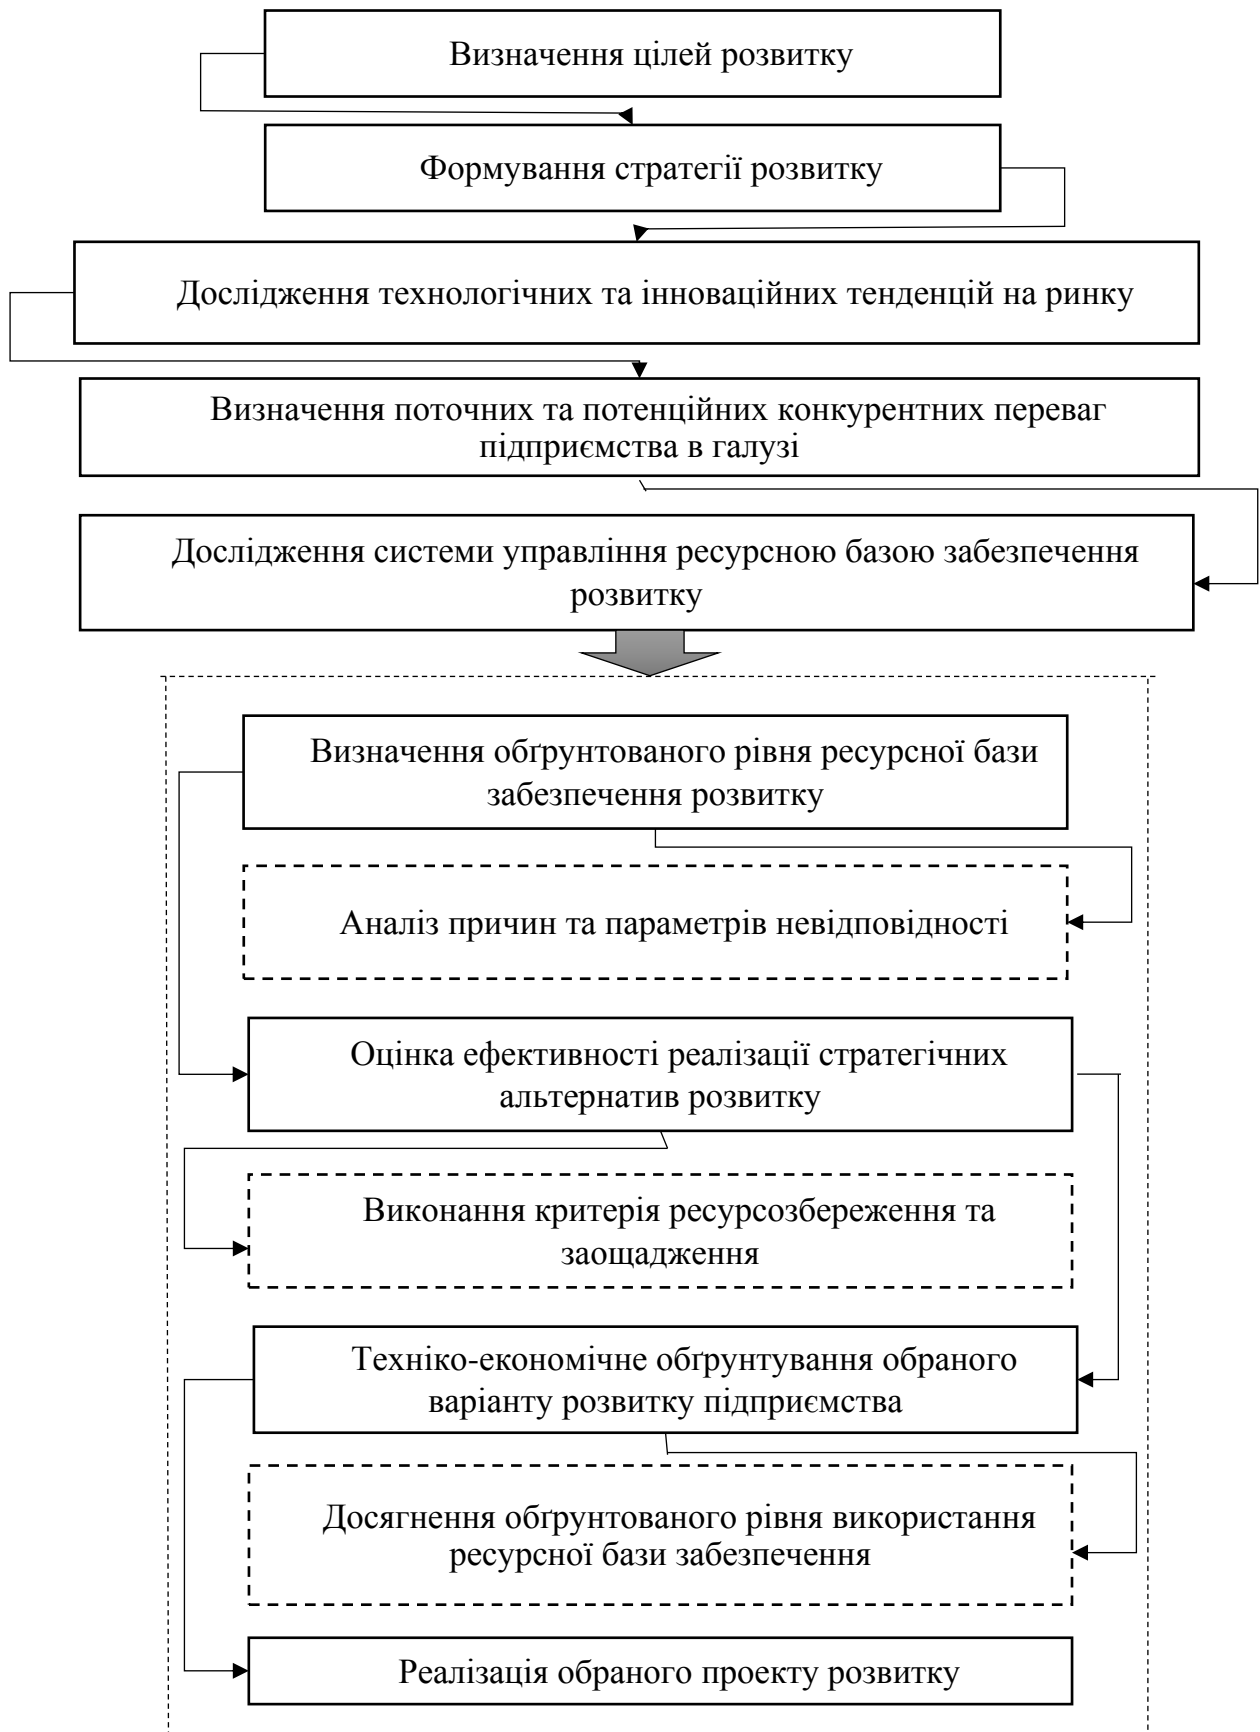 Визначення цілей розвитку
Формування стратегії розвитку
Дослідження технологічних та інноваційних тенденцій на ринку
Визначення поточних та потенційних конкурентних переваг
підприємства в галузі
Дослідження системи управління ресурсною базою забезпечення
розвитку
Визначення обґрунтованого рівня ресурсної бази
забезпечення розвитку
Аналіз причин та параметрів невідповідності
Оцінка ефективності реалізації стратегічних
альтернатив розвитку
Виконання критерія ресурсозбереження та
заощадження
Техніко-економічне обґрунтування обраного
варіанту розвитку підприємства
Досягнення обґрунтованого рівня використання
ресурсної бази забезпечення
Реалізація обраного проекту розвитку